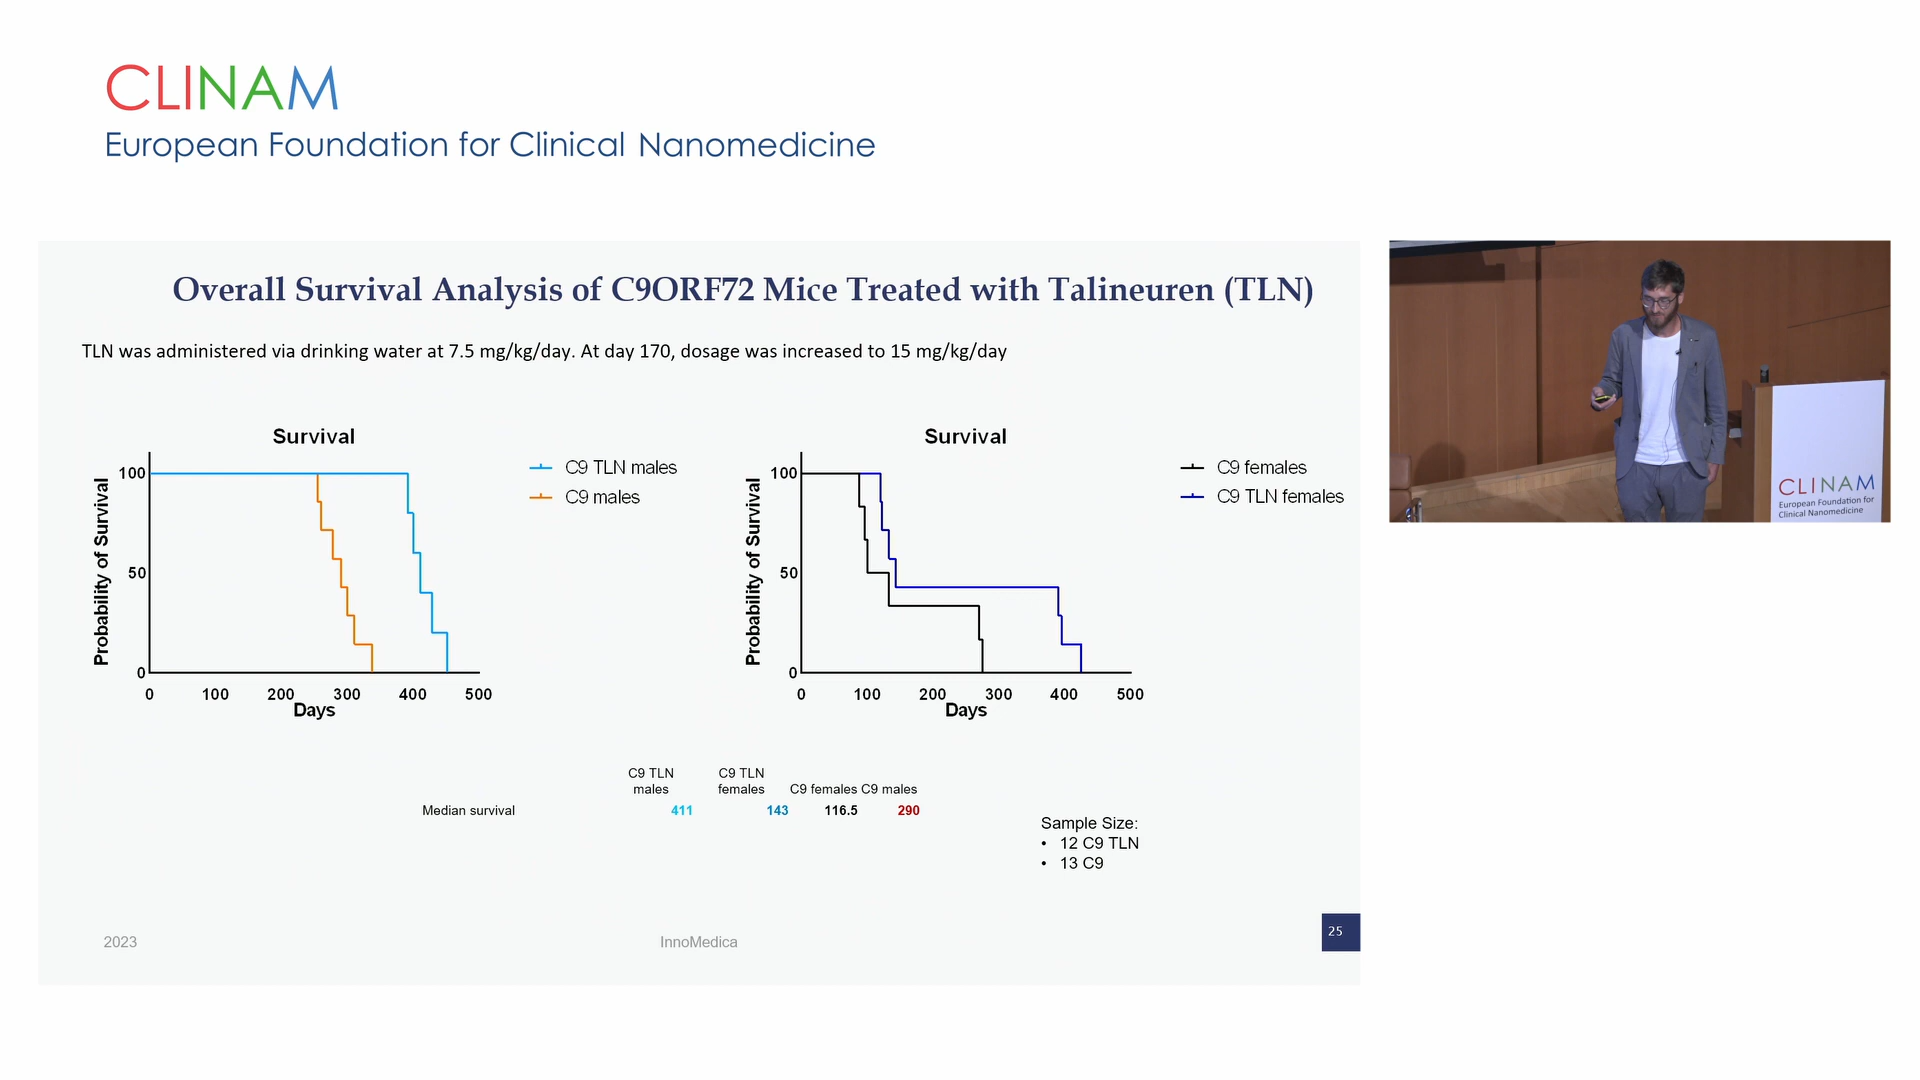 CLINAM
European Foundation for Clinical Nanomedicine
Overall Survival Analysis of C9ORF72 Mice Treated with Talineuren (TLN)
TLN was administered via drinking water at 7.5 mg/kg/day. At day 170, dosage was increased to 15 mg/kg/day
Survival
Probability of Survival
100
50
0
0 100 200 300 400 500
Days
C9 TLN males
C9 males
Survival
Probability of Survival
100
50
0
0 100 200 300 400 500
Days
C9 females
C9 TLN females
C9 TLN males
C9 TLN females
C9 females
C9 males
Median survival 411 143 116.5 290
Sample Size:
• 12 C9 TLN
• 13 C9
2023
InnoMedica
25
CLINAM
European Foundation for
Clinical Nanomedicine